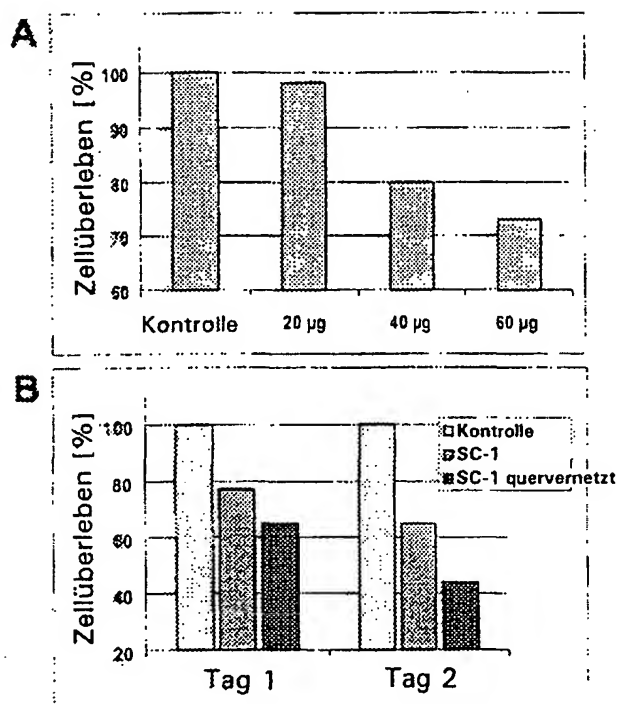 A
Zellüberleben [%]
100
90
80
70
60
Kontrolle 20 µg 40 µg 60 µg
B
Zellüberleben [%]
100
80
60
40
20
Kontrolle
SC-1
SC-1 quervernetzt
Tag 1 Tag 2